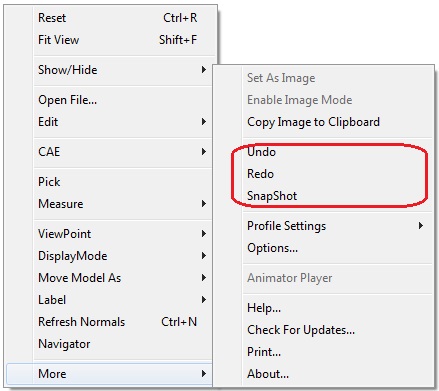 Reset Ctrl+R
Fit View Shift+F
Show/Hide
Open File...
Edit
CAE
Pick
Measure
ViewPoint
DisplayMode
Move Model As
Label
Refresh Normals Ctrl+N
Navigator
More
Set As Image
Enable Image Mode
Copy Image to Clipboard
Undo
Redo
SnapShot
Profile Settings
Options...
Animator Player
Help...
Check For Updates...
Print...
About...